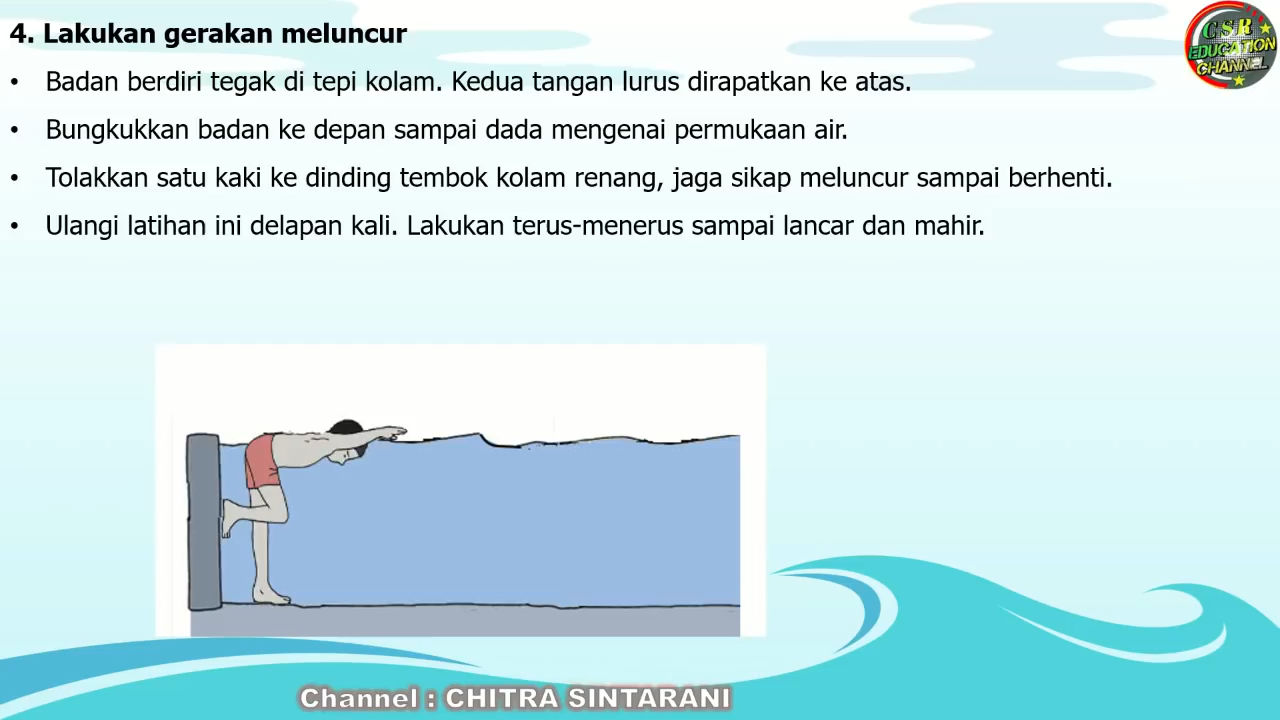 4. Lakukan gerakan meluncur
• Badan berdiri tegak di tepi kolam. Kedua tangan lurus dirapatkan ke atas.
• Bungkukkan badan ke depan sampai dada mengenai permukaan air.
• Tolakkan satu kaki ke dinding tembok kolam renang, jaga sikap meluncur sampai berhenti.
• Ulangi latihan ini delapan kali. Lakukan terus-menerus sampai lancar dan mahir.
CSR
EDUCATION
CHANNEL
Channel : CHITRA SINTARANI